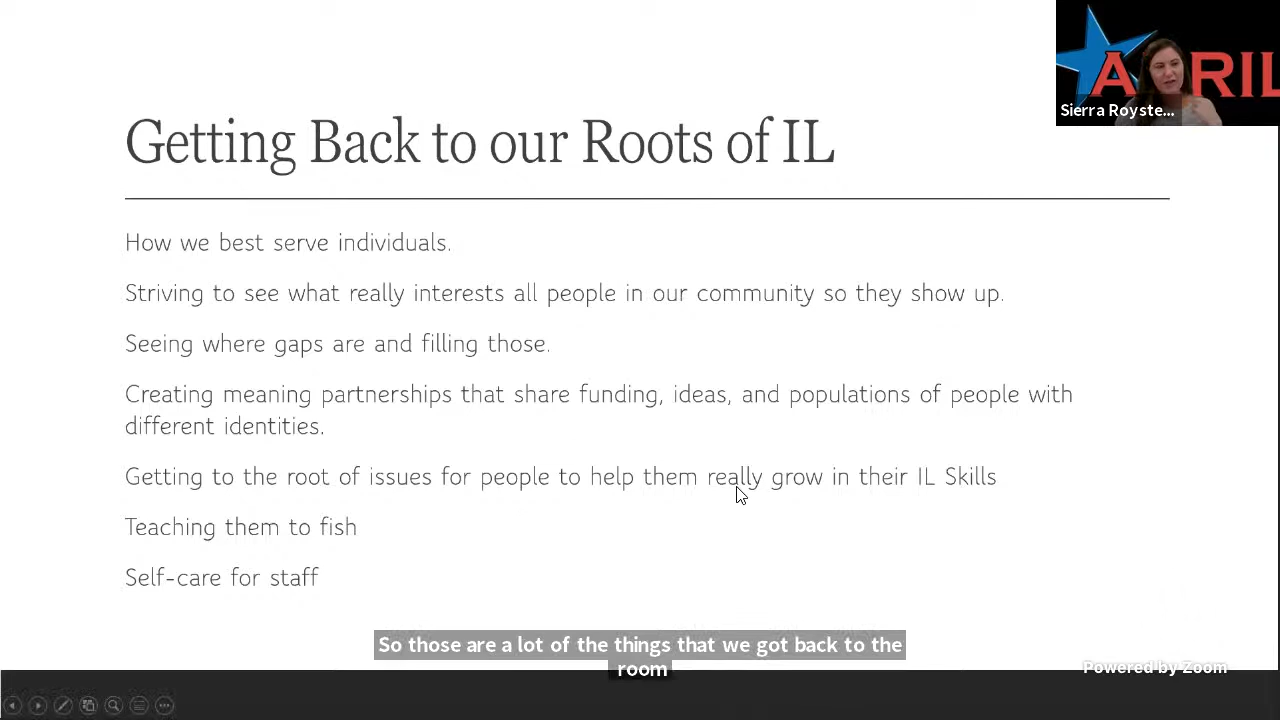 A RIL
Sierra Royste...
Getting Back to our Roots of IL
How we best serve individuals.
Striving to see what really interests all people in our community so they show up.
Seeing where gaps are and filling those.
Creating meaning partnerships that share funding, ideas, and populations of people with
different identities.
Getting to the root of issues for people to help them really grow in their IL Skills
Teaching them to fish
Self-care for staff
So those are a lot of the things that we got back to the
room
Powered by Zoom